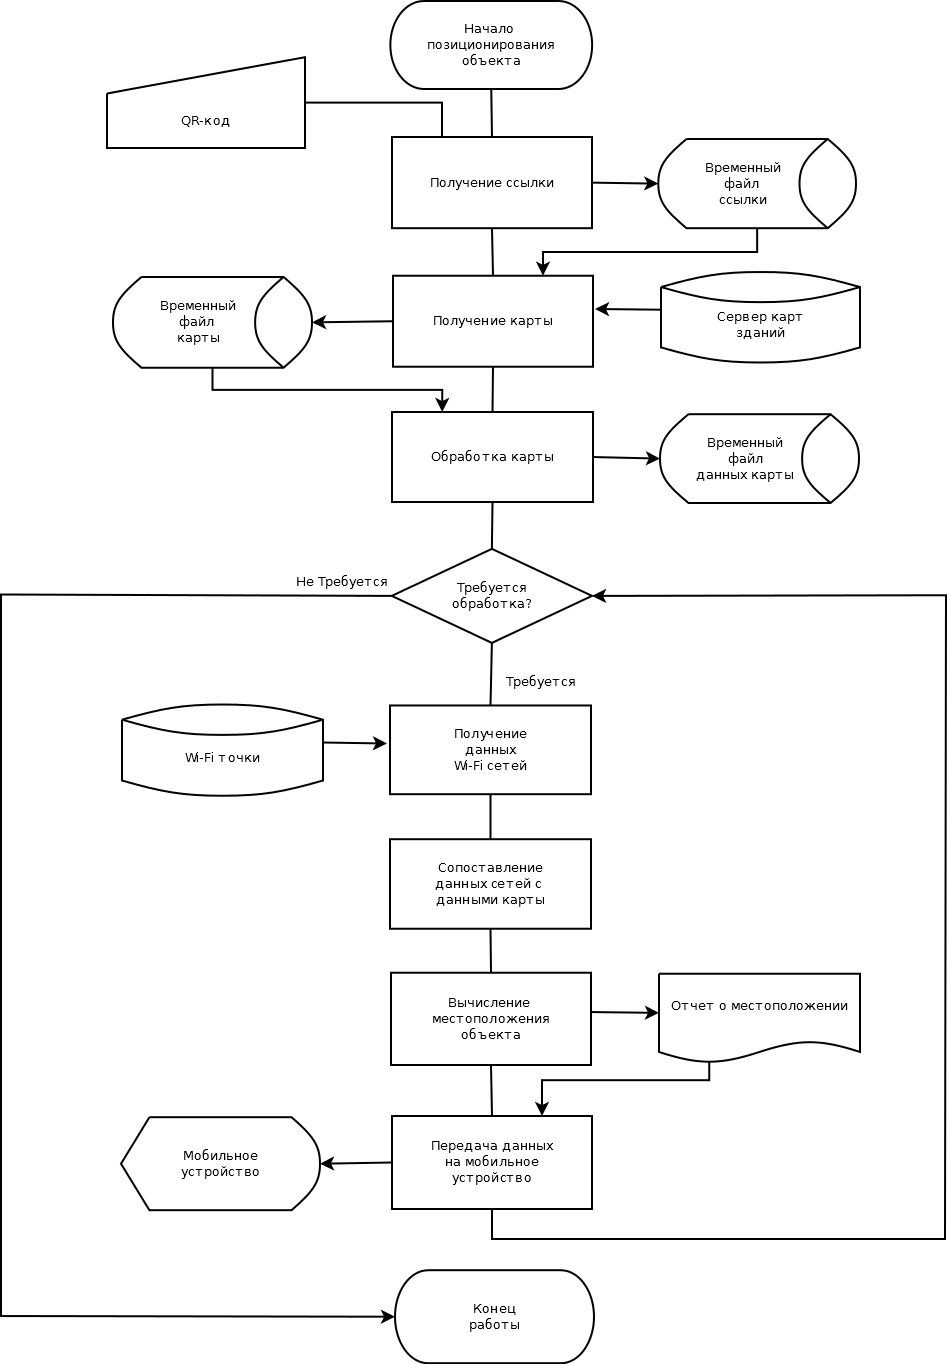 Начало
позиционирования
объекта
QR-код
Получение ссылки
Временный
файл
ссылки
Временный
файл
карты
Получение карты
Сервер карт
зданий
Обработка карты
Временный
файл
данных карты
Не Требуется
Требуется
обработка?
Требуется
Wi-Fi точки
Получение
данных
Wi-Fi сетей
Сопоставление
данных сетей с
данными карты
Вычисление
местоположения
объекта
Отчет о местоположении
Мобильное
устройство
Передача данных
на мобильное
устройство
Конец
работы